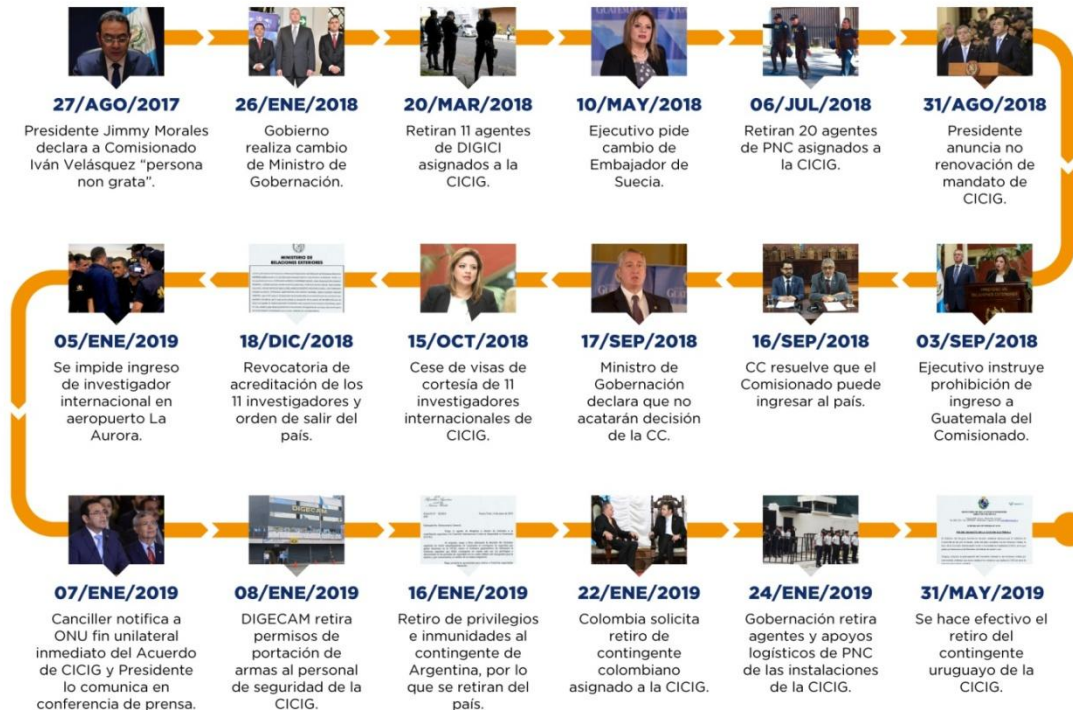 27/AGO/2017
Presidente Jimmy Morales
declara a Comisionado
Iván Velásquez “persona
non grata”.
26/ENE/2018
Gobierno
realiza cambio
de Ministro de
Gobernación.
20/MAR/2018
Retiran 11 agentes
de DIGICI
asignados a la
CICIG.
10/MAY/2018
Ejecutivo pide
cambio de
Embajador de
Suecia.
06/JUL/2018
Retiran 20 agentes
de PNC asignados a
la CICIG.
31/AGO/2018
Presidente
anuncia no
renovación de
mandato de
CICIG.
03/SEP/2018
Ejecutivo instruye
prohibición de
ingreso a
Guatemala del
Comisionado.
16/SEP/2018
CC resuelve que el
Comisionado puede
ingresar al país.
17/SEP/2018
Ministro de
Gobernación
declara que no
acatarán decisión
de la CC.
15/OCT/2018
Cese de visas de
cortesía de 11
investigadores
internacionales de
CICIG.
MINISTERIO DE
RELACIONES EXTERIORES
18/DIC/2018
Revocatoria de
acreditación de los
11 investigadores y
orden de salir del
país.
05/ENE/2019
Se impide ingreso
de investigador
internacional en
aeropuerto La
Aurora.
07/ENE/2019
Canciller notifica a
ONU fin unilateral
inmediato del Acuerdo
de CICIG y Presidente
lo comunica en
conferencia de prensa.
DIGECAM
08/ENE/2019
DIGECAM retira
permisos de
portación de
armas al personal
de seguridad de la
CICIG.
16/ENE/2019
Retiro de privilegios
e inmunidades al
contingente de
Argentina, por lo
que se retiran del
país.
22/ENE/2019
Colombia solicita
retiro de
contingente
colombiano
asignado a la CICIG.
24/ENE/2019
Gobernación retira
agentes y apoyos
logísticos de PNC
de las instalaciones
de la CICIG.
31/MAY/2019
Se hace efectivo el
retiro del
contingente
uruguayo de la
CICIG.